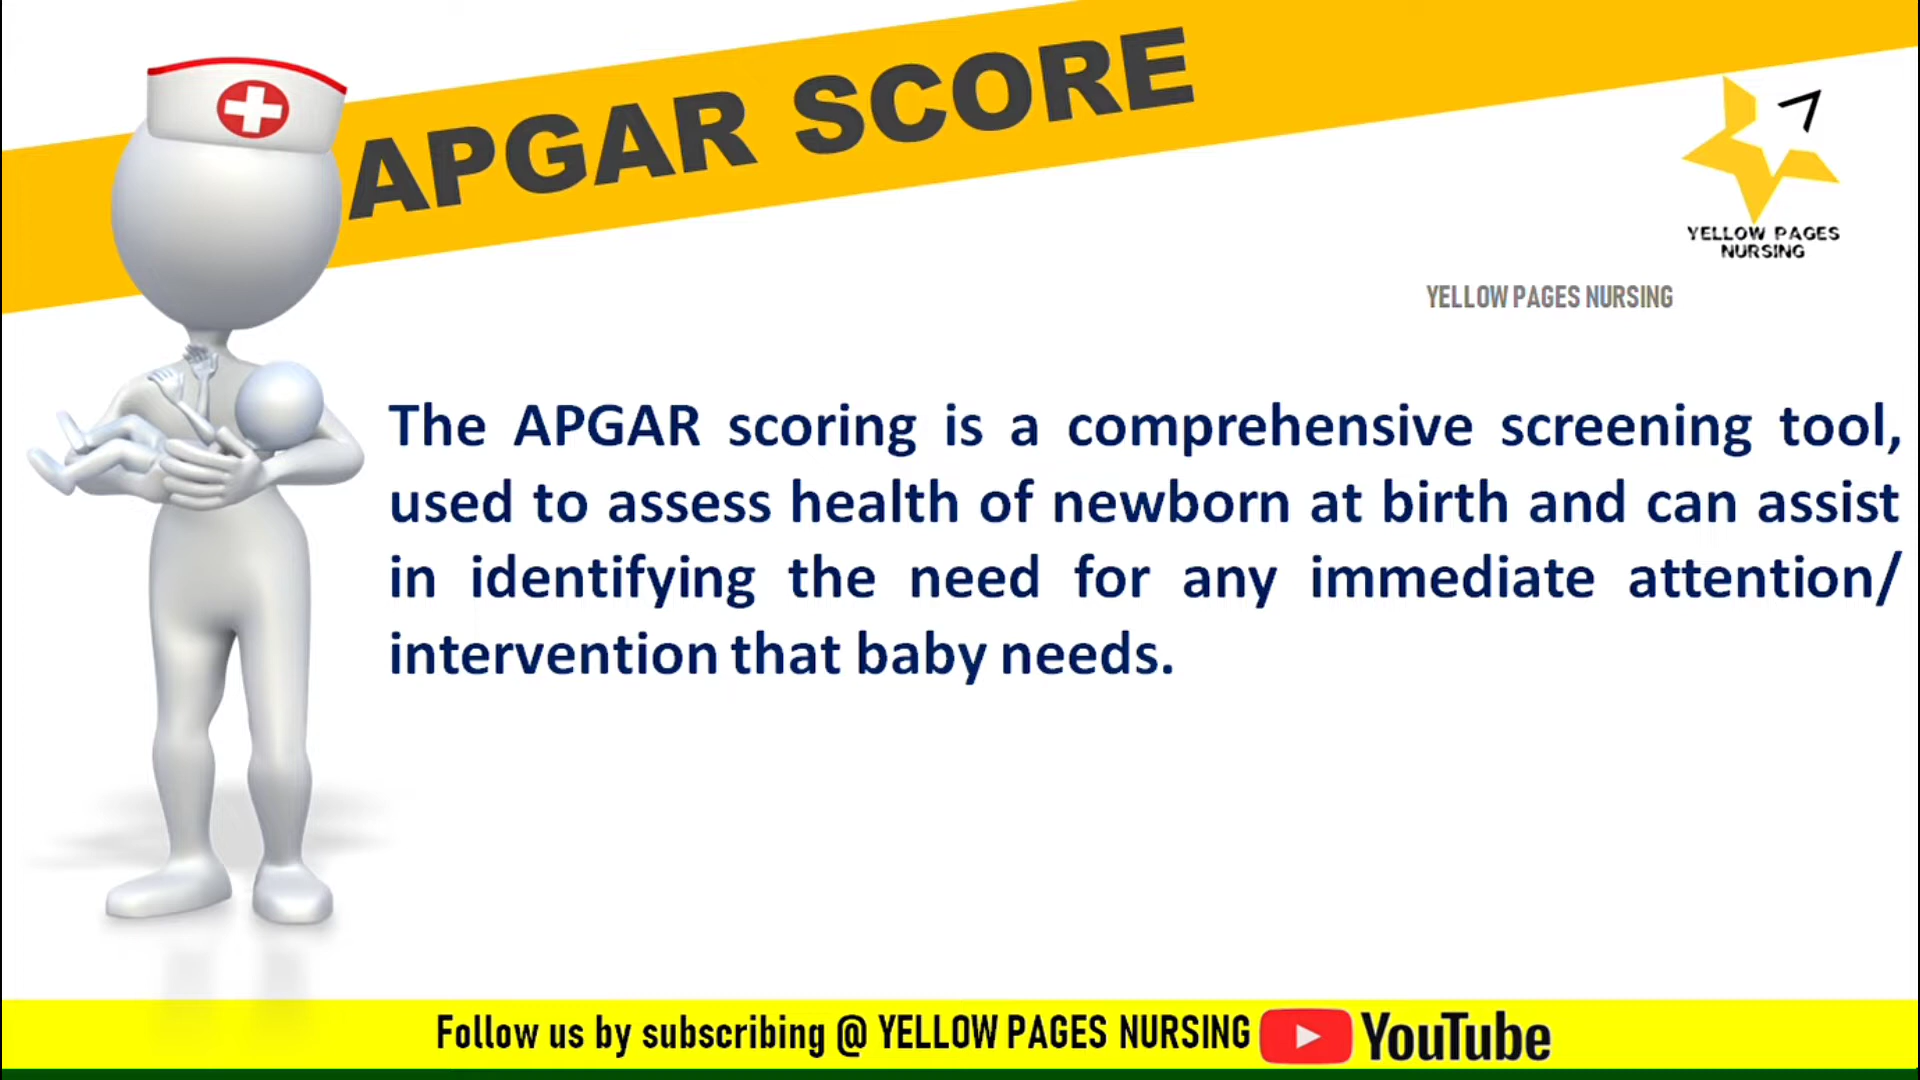 APGAR SCORE
YELLOW PAGES
NURSING
YELLOW PAGES NURSING
The APGAR scoring is a comprehensive screening tool,
used to assess health of newborn at birth and can assist
in identifying the need for any immediate attention/
intervention that baby needs.
Follow us by subscribing @ YELLOW PAGES NURSING YouTube